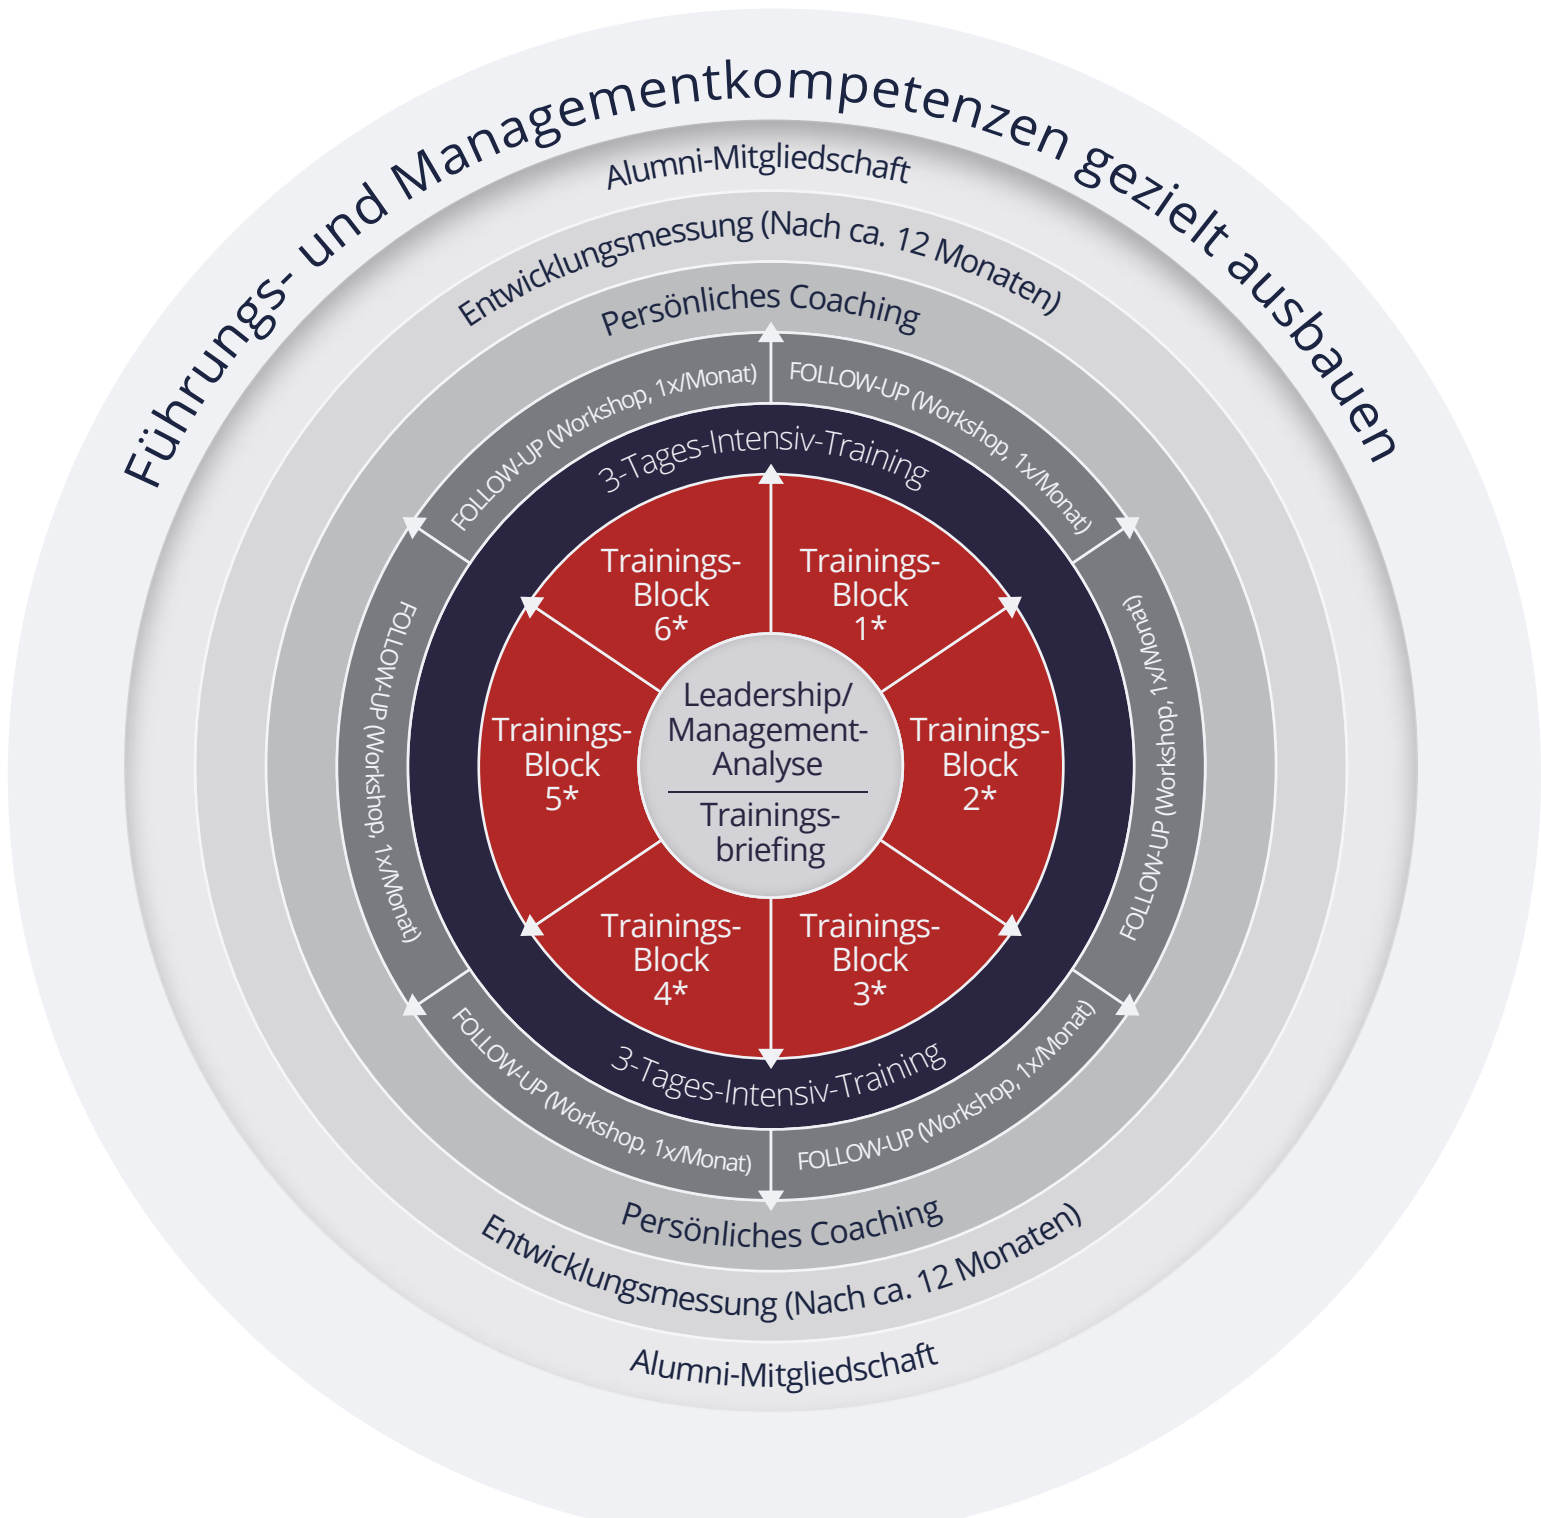 Führungs- und Managementkompetenzen gezielt ausbauen
Alumni-Mitgliedschaft
Entwicklungsmessung (Nach ca. 12 Monaten)
Persönliches Coaching
FOLLOW-UP (Workshop, 1x/Monat)
FOLLOW-UP (Workshop, 1x/Monat)
3-Tages-Intensiv-Training
Trainings-
Block
6*
Trainings-
Block
1*
FOLLOW-UP (Workshop, 1x/Monat)
Trainings-
Block
5*
Leadership/
Management-
Analyse
Trainings-
briefing
Trainings-
Block
2*
FOLLOW-UP (Workshop, 1x/Monat)
Trainings-
Block
4*
Trainings-
Block
3*
3-Tages-Intensiv-Training
FOLLOW-UP (Workshop, 1x/Monat)
FOLLOW-UP (Workshop, 1x/Monat)
Persönliches Coaching
Entwicklungsmessung (Nach ca. 12 Monaten)
Alumni-Mitgliedschaft